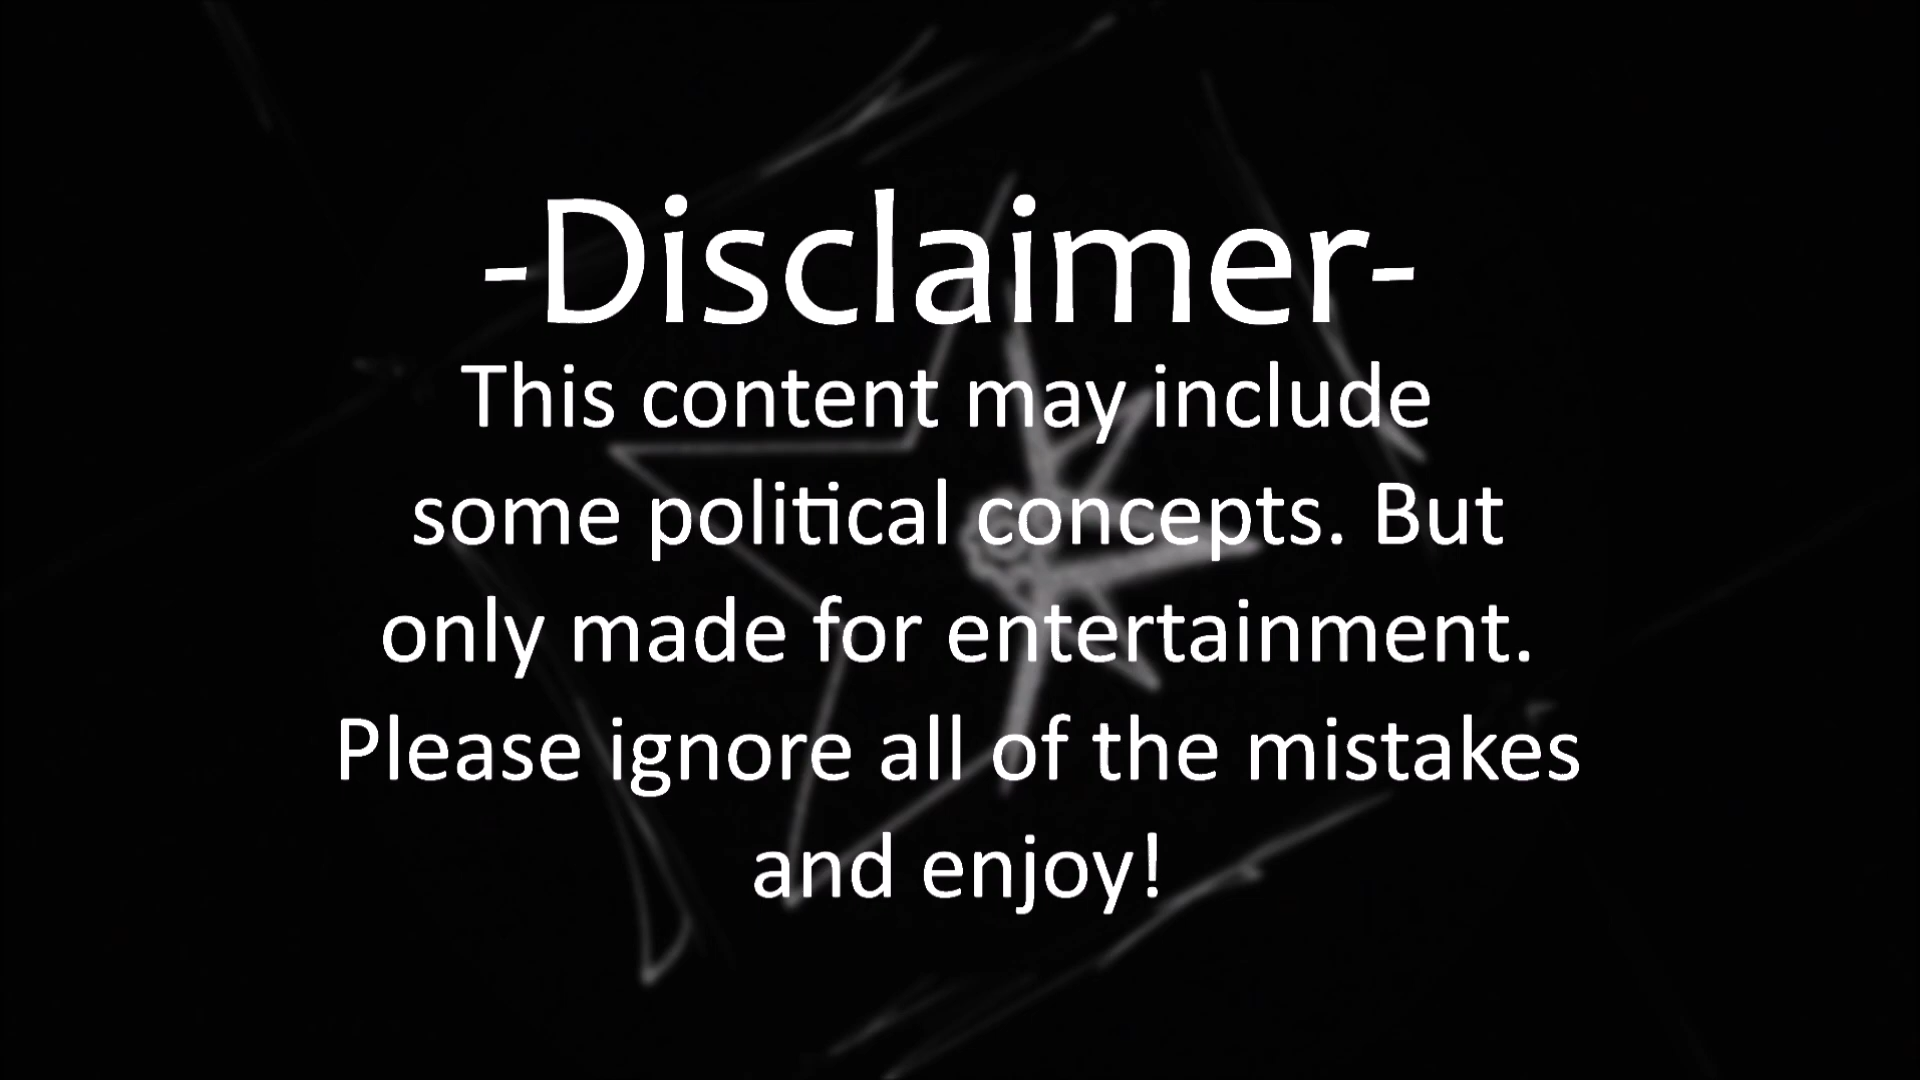 -Disclaimer-
This content may include
some political concepts. But
only made for entertainment.
Please ignore all of the mistakes
and enjoy!